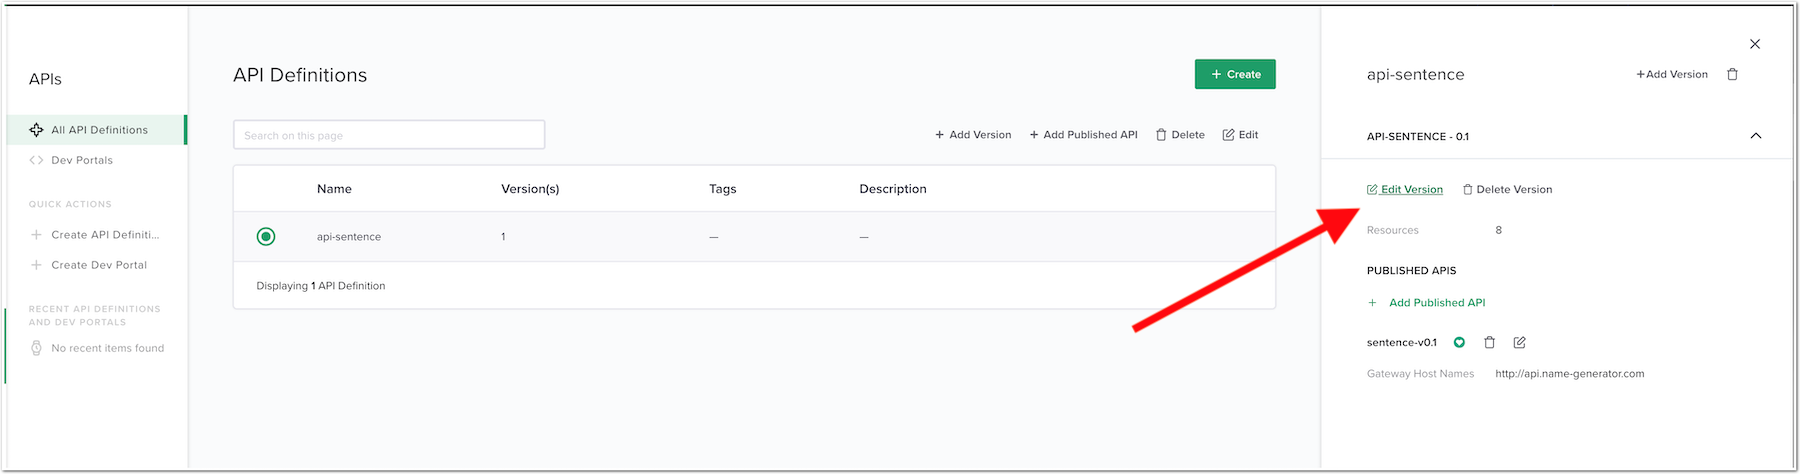 APIs
All API Definitions
Dev Portals
QUICK ACTIONS
Create API Definiti...
Create Dev Portal
RECENT API DEFINITIONS
AND DEV PORTALS
No recent items found
API Definitions
+ Create
Search on this page
+ Add Version + Add Published API Delete Edit
Name Version(s) Tags Description
api-sentence 1 — —
Displaying 1 API Definition
api-sentence +Add Version
API-SENTENCE - 0.1
Edit Version Delete Version
Resources 8
PUBLISHED APIS
+ Add Published API
sentence-v0.1
Gateway Host Names http://api.name-generator.com